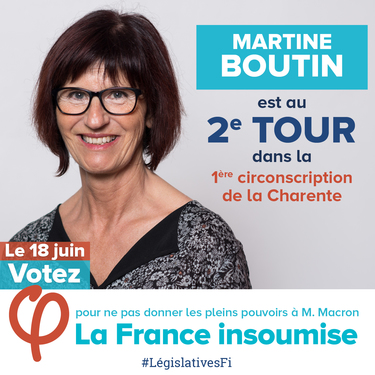 MARTINE
BOUTIN
est au
2e TOUR
dans la
1ère circonscription
de la Charente
Le 18 juin
Votez
φ
pour ne pas donner les pleins pouvoirs à M. Macron
La France insoumise
#LégislativesFi